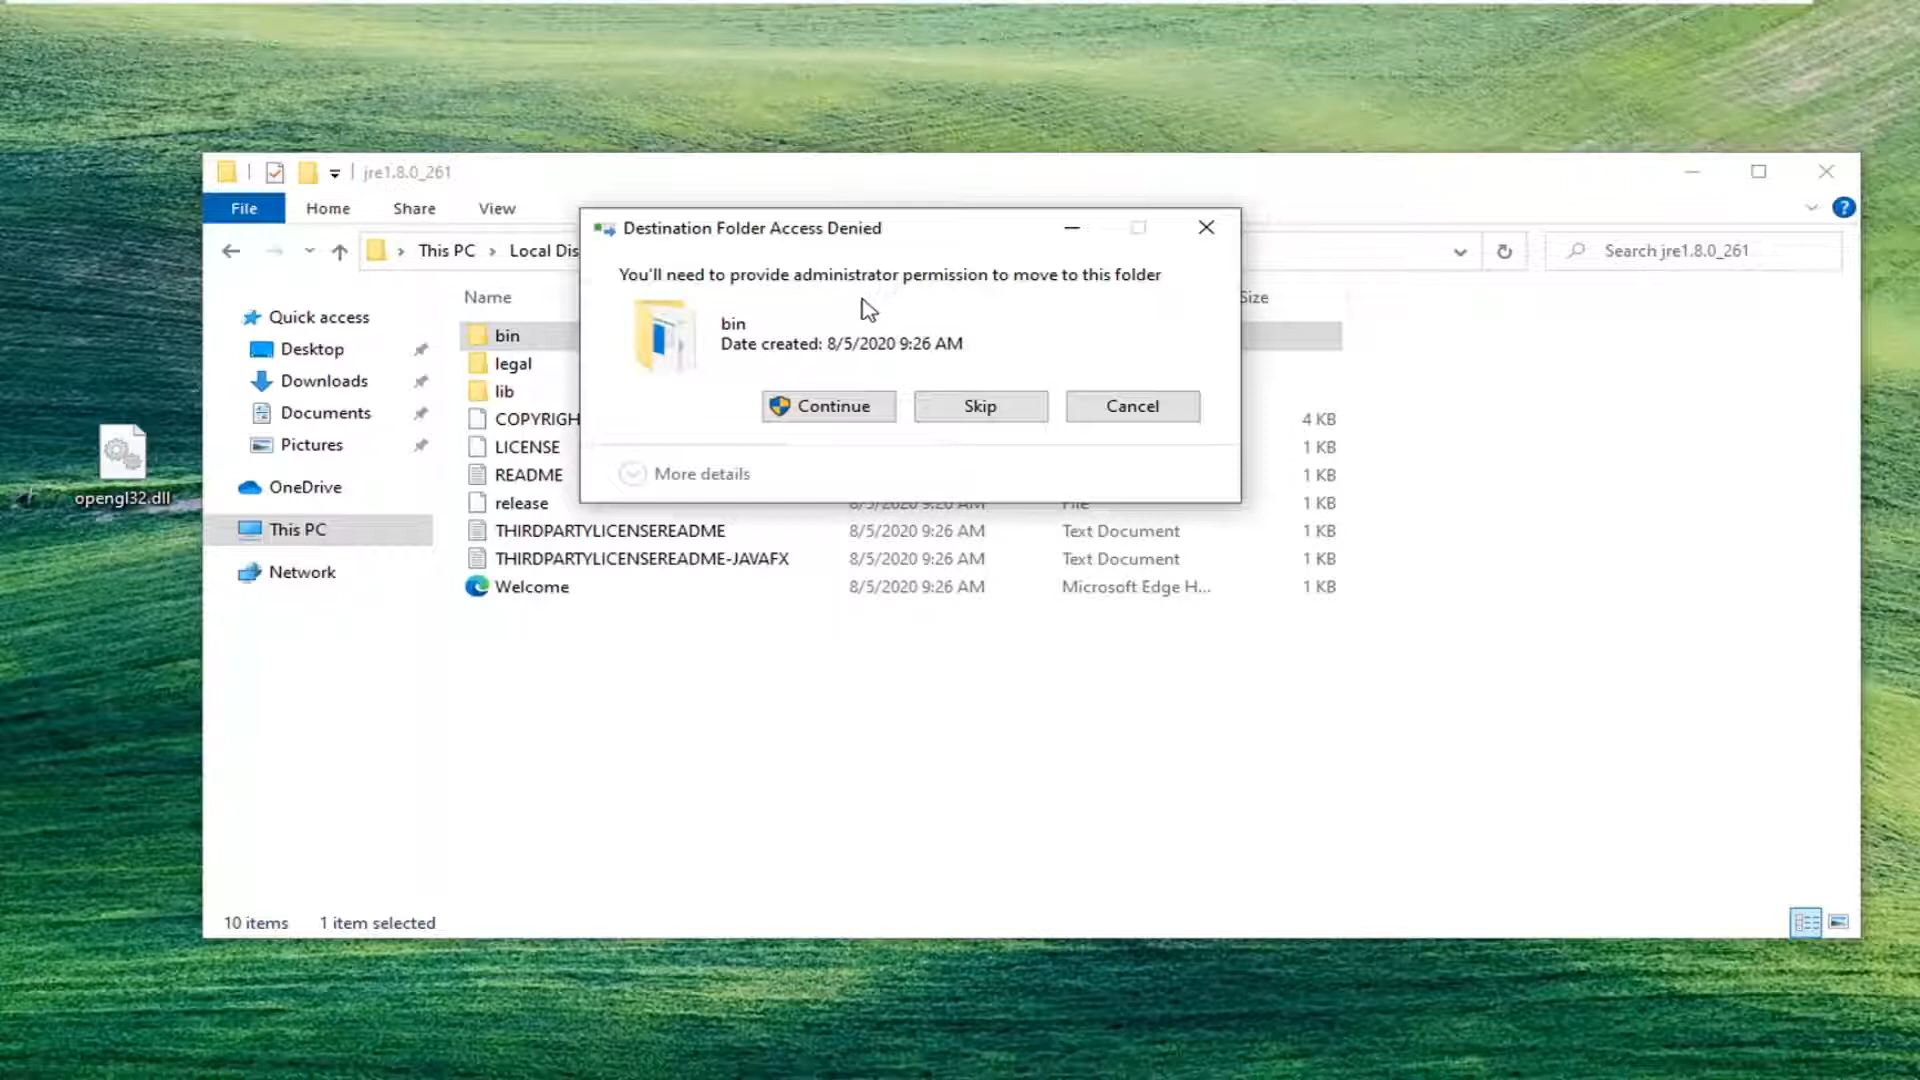 jre1.8.0_261
File Home Share View
This PC Local Dis
Search jre1.8.0_261
Destination Folder Access Denied
You'll need to provide administrator permission to move to this folder
bin
Date created: 8/5/2020 9:26 AM
Continue Skip Cancel
More details
Quick access
Desktop
Downloads
Documents
Pictures
OneDrive
This PC
Network
opengl32.dll
Name Size
bin
legal
lib
COPYRIGH 4 KB
LICENSE 1 KB
README 1 KB
release 8/5/2020 9:26 AM File 1 KB
THIRDPARTYLICENSEREADME 8/5/2020 9:26 AM Text Document 1 KB
THIRDPARTYLICENSEREADME-JAVAFX 8/5/2020 9:26 AM Text Document 1 KB
Welcome 8/5/2020 9:26 AM Microsoft Edge H... 1 KB
10 items 1 item selected